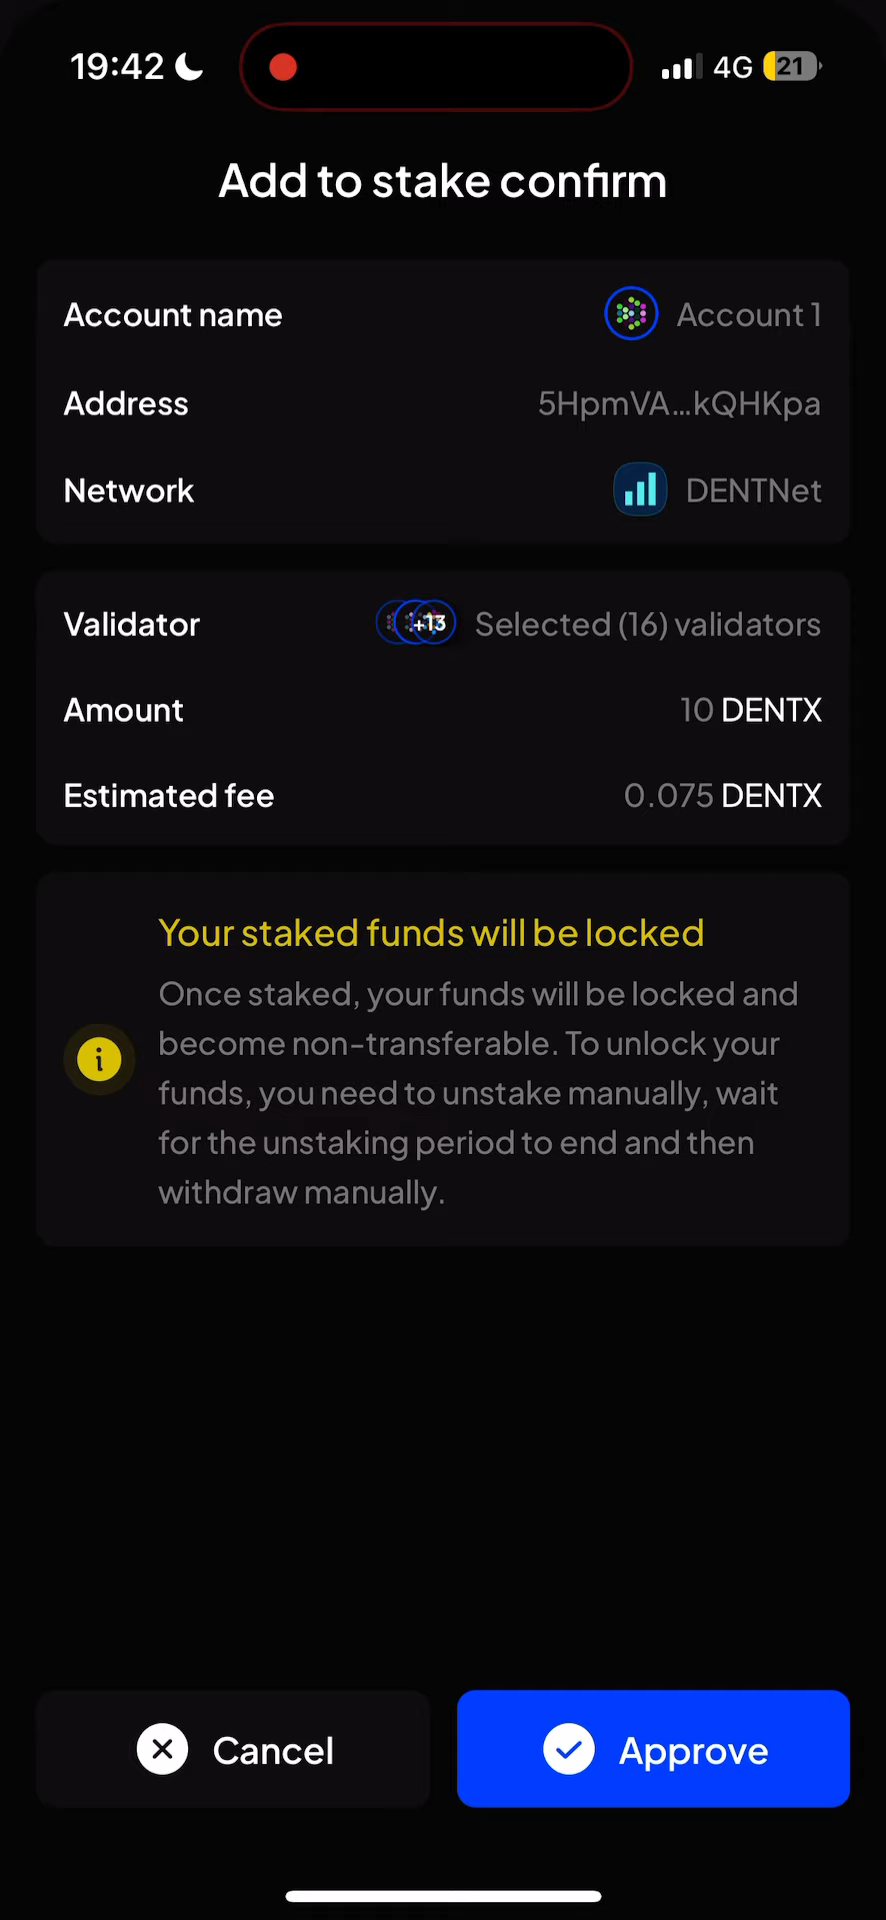 19:42
4G 21
Add to stake confirm
Account name Account 1
Address 5HpmVA...kQHKpa
Network DENTNet
Validator +13 Selected (16) validators
Amount 10 DENTX
Estimated fee 0.075 DENTX
Your staked funds will be locked
Once staked, your funds will be locked and
become non-transferable. To unlock your
funds, you need to unstake manually, wait
for the unstaking period to end and then
withdraw manually.
Cancel
Approve